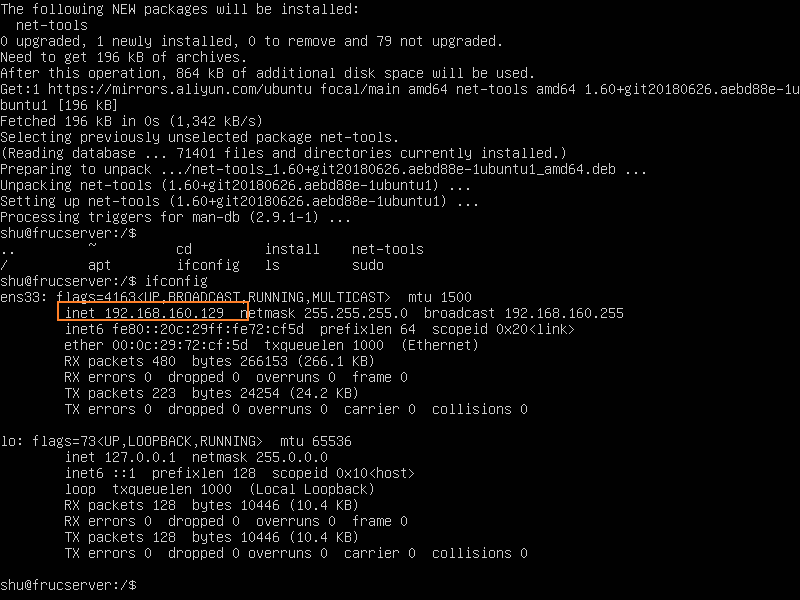 The following NEW packages will be installed:
  net-tools
0 upgraded, 1 newly installed, 0 to remove and 79 not upgraded.
Need to get 196 kB of archives.
After this operation, 864 kB of additional disk space will be used.
Get:1 https://mirrors.aliyun.com/ubuntu focal/main amd64 net-tools amd64 1.60+git20180626.aebd88e-1u
buntu1 [196 kB]
Fetched 196 kB in 0s (1,342 kB/s)
Selecting previously unselected package net-tools.
(Reading database ... 71401 files and directories currently installed.)
Preparing to unpack .../net-tools_1.60+git20180626.aebd88e-1ubuntu1_amd64.deb ...
Unpacking net-tools (1.60+git20180626.aebd88e-1ubuntu1) ...
Setting up net-tools (1.60+git20180626.aebd88e-1ubuntu1) ...
Processing triggers for man-db (2.9.1-1) ...
shu@frucserver:/$
..         ~          cd         install    net-tools
/          apt        ifconfig   ls         sudo
shu@frucserver:/$ ifconfig
ens33: flags=4163<UP,BROADCAST,RUNNING,MULTICAST>  mtu 1500
        inet 192.168.160.129  netmask 255.255.255.0  broadcast 192.168.160.255
        inet6 fe80::20c:29ff:fe72:cf5d  prefixlen 64  scopeid 0x20<link>
        ether 00:0c:29:72:cf:5d  txqueuelen 1000  (Ethernet)
        RX packets 480  bytes 266153 (266.1 KB)
        RX errors 0  dropped 0  overruns 0  frame 0
        TX packets 223  bytes 24254 (24.2 KB)
        TX errors 0  dropped 0 overruns 0  carrier 0  collisions 0

lo: flags=73<UP,LOOPBACK,RUNNING>  mtu 65536
        inet 127.0.0.1  netmask 255.0.0.0
        inet6 ::1  prefixlen 128  scopeid 0x10<host>
        loop  txqueuelen 1000  (Local Loopback)
        RX packets 128  bytes 10446 (10.4 KB)
        RX errors 0  dropped 0  overruns 0  frame 0
        TX packets 128  bytes 10446 (10.4 KB)
        TX errors 0  dropped 0 overruns 0  carrier 0  collisions 0

shu@frucserver:/$